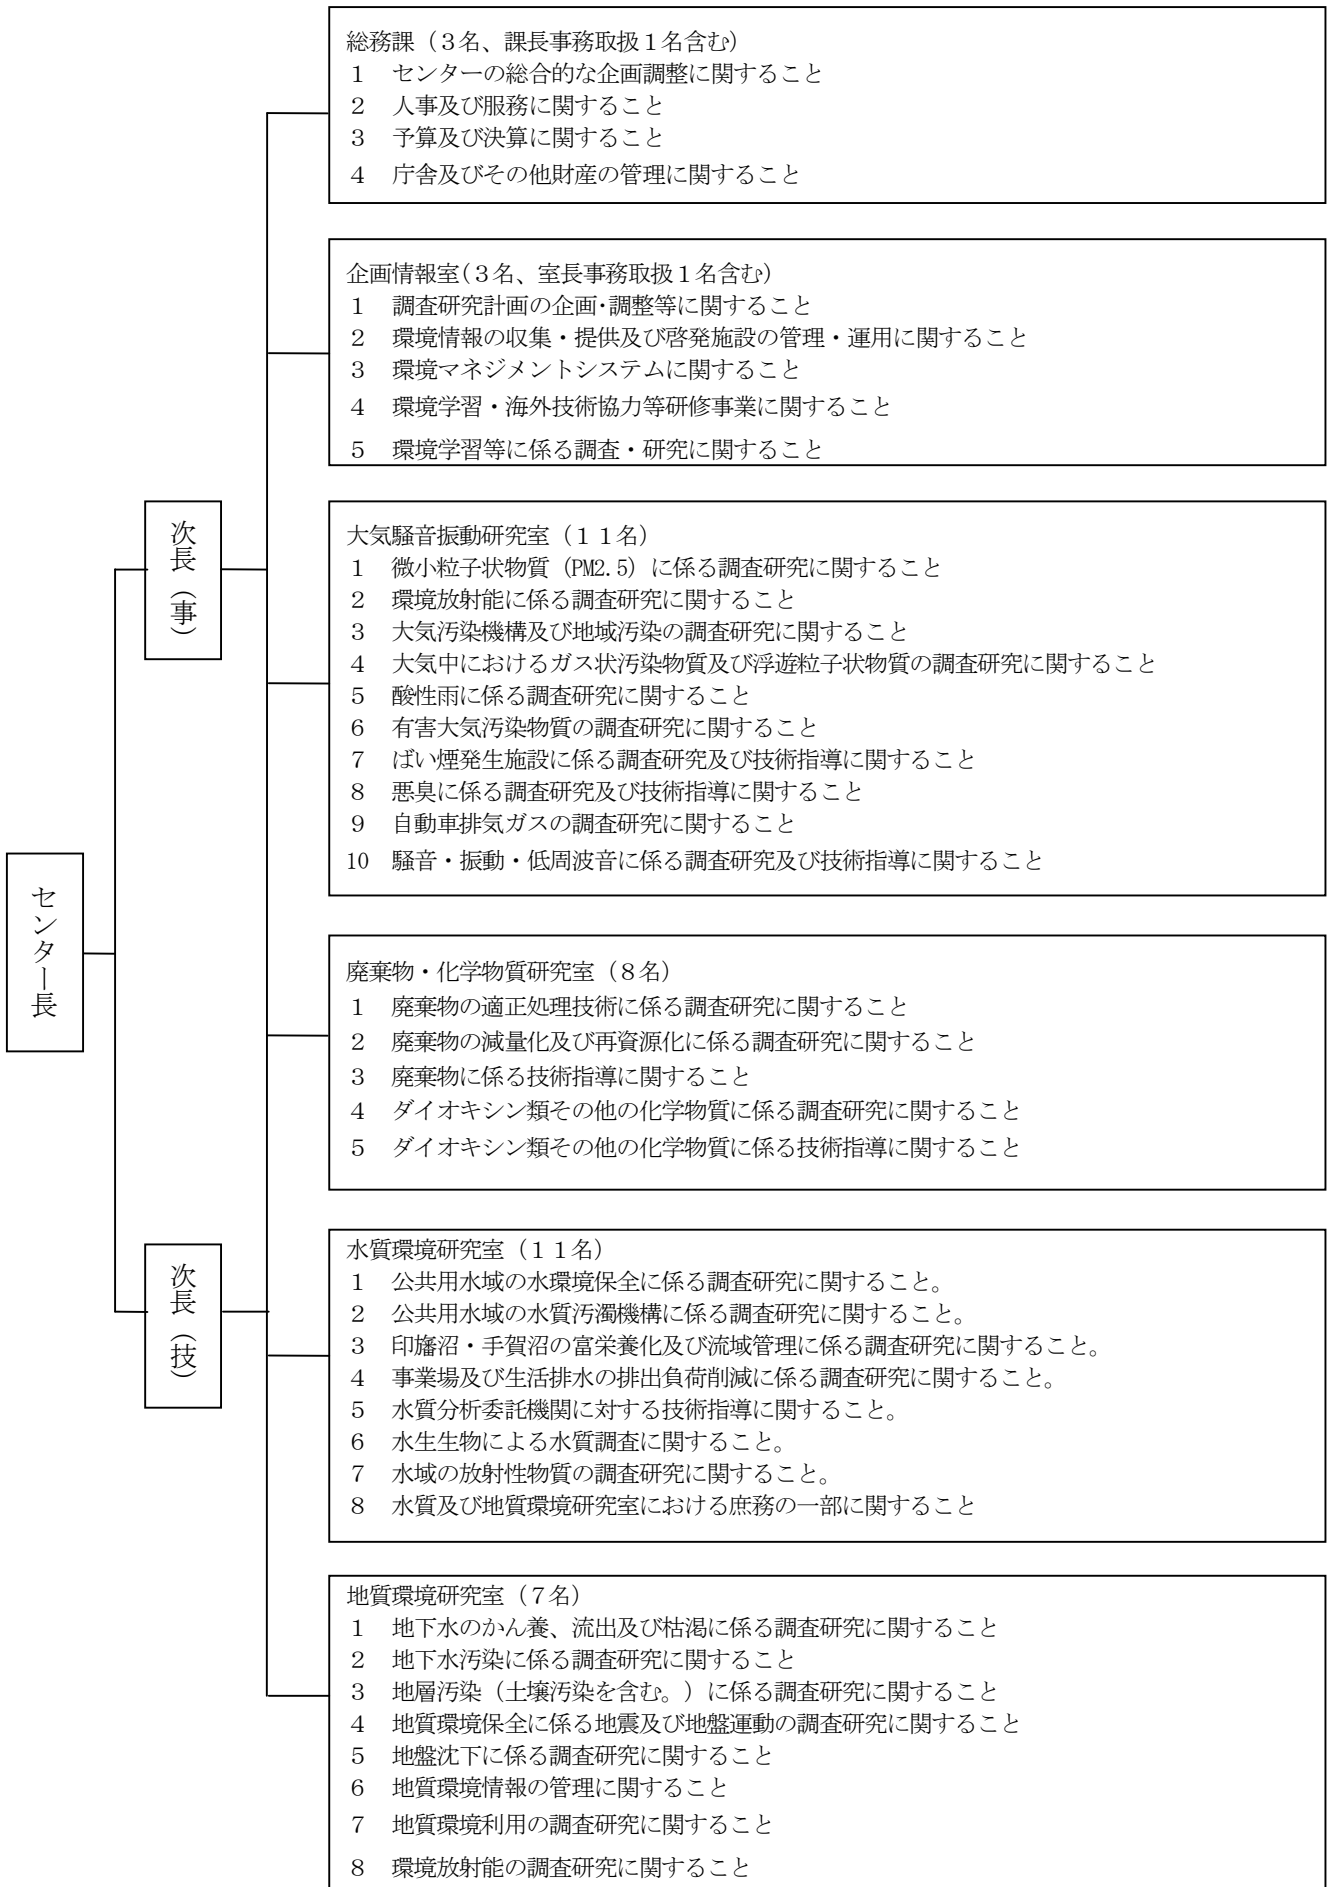 総務課（３名、課長事務取扱１名含む）
１　センターの総合的な企画調整に関すること
２　人事及び服務に関すること
３　予算及び決算に関すること
４　庁舎及びその他財産の管理に関すること
企画情報室(３名、室長事務取扱１名含む)
１　調査研究計画の企画･調整等に関すること
２　環境情報の収集・提供及び啓発施設の管理・運用に関すること
３　環境マネジメントシステムに関すること
４　環境学習・海外技術協力等研修事業に関すること
５　環境学習等に係る調査・研究に関すること
次長（事）
大気騒音振動研究室（１１名）
１　微小粒子状物質（PM2.5）に係る調査研究に関すること
２　環境放射能に係る調査研究に関すること
３　大気汚染機構及び地域汚染の調査研究に関すること
４　大気中におけるガス状汚染物質及び浮遊粒子状物質の調査研究に関すること
５　酸性雨に係る調査研究に関すること
６　有害大気汚染物質の調査研究に関すること
７　ばい煙発生施設に係る調査研究及び技術指導に関すること
８　悪臭に係る調査研究及び技術指導に関すること
９　自動車排気ガスの調査研究に関すること
10　騒音・振動・低周波音に係る調査研究及び技術指導に関すること
センター長
廃棄物・化学物質研究室（８名）
１　廃棄物の適正処理技術に係る調査研究に関すること
２　廃棄物の減量化及び再資源化に係る調査研究に関すること
３　廃棄物に係る技術指導に関すること
４　ダイオキシン類その他の化学物質に係る調査研究に関すること
５　ダイオキシン類その他の化学物質に係る技術指導に関すること
次長（技）
水質環境研究室（１１名）
１　公共用水域の水環境保全に係る調査研究に関すること。
２　公共用水域の水質汚濁機構に係る調査研究に関すること。
３　印旛沼・手賀沼の富栄養化及び流域管理に係る調査研究に関すること。
４　事業場及び生活排水の排出負荷削減に係る調査研究に関すること。
５　水質分析委託機関に対する技術指導に関すること。
６　水生生物による水質調査に関すること。
７　水域の放射性物質の調査研究に関すること。
８　水質及び地質環境研究室における庶務の一部に関すること
地質環境研究室（７名）
１　地下水のかん養、流出及び枯渇に係る調査研究に関すること
２　地下水汚染に係る調査研究に関すること
３　地層汚染（土壌汚染を含む。）に係る調査研究に関すること
４　地質環境保全に係る地震及び地盤運動の調査研究に関すること
５　地盤沈下に係る調査研究に関すること
６　地質環境情報の管理に関すること
７　地質環境利用の調査研究に関すること
８　環境放射能の調査研究に関すること